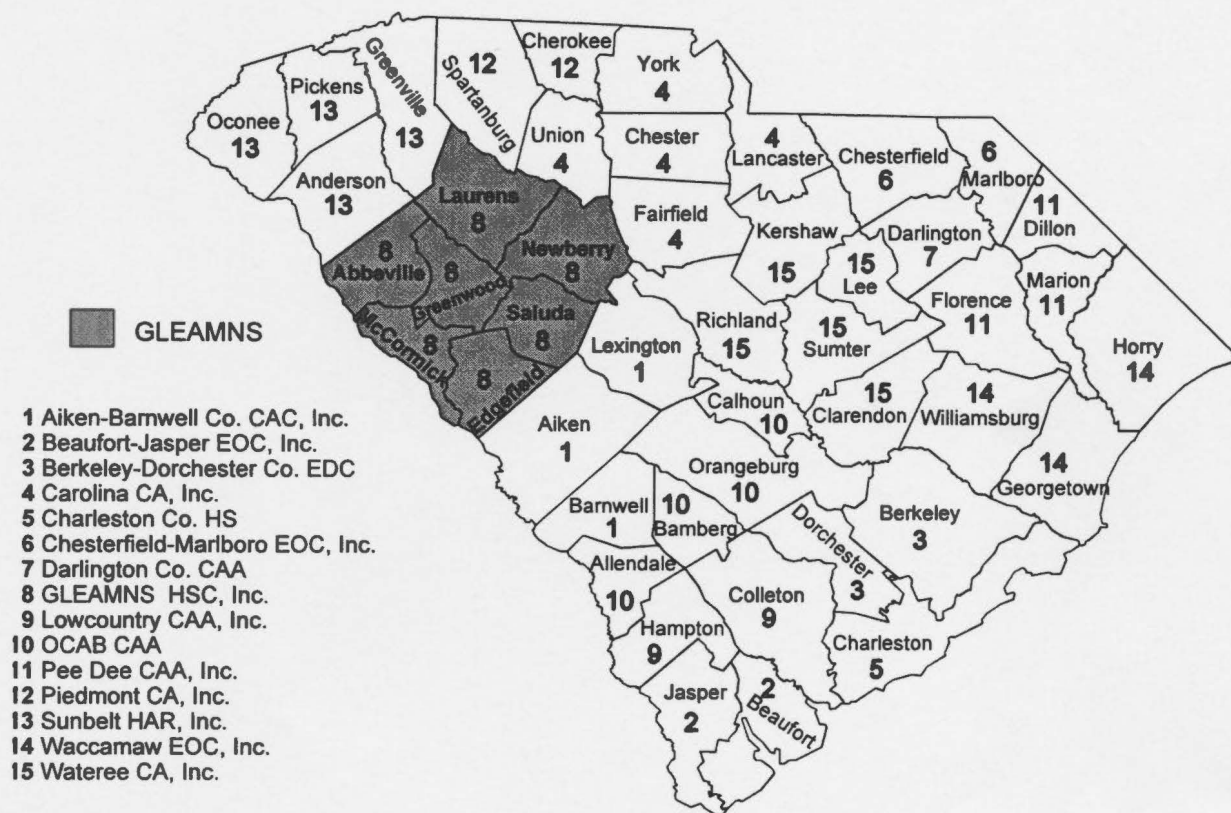 Cherokee
12
Greenville
13
12
Spartanburg
York
4
Pickens
13
Oconee
13
Union
4
Chester
4
4
Lancaster
Chesterfield
6
6
Marlboro
11
Dillon
Anderson
13
Laurens
8
Fairfield
4
Kershaw
15
Darlington
7
8
Abbeville
8
Greenwood
Newberry
8
15
Lee
Marion
11
Florence
11
GLEAMNS
McCormick
8
Saluda
8
Richland
15
15
Sumter
Horry
14
Lexington
1
8
Edgefield
Calhoun
10
15
Clarendon
14
Williamsburg
Aiken
1
Orangeburg
10
14
Georgetown
Barnwell
1
10
Bamberg
Berkeley
3
Dorchester
3
Allendale
10
Colleton
9
Hampton
9
Charleston
5
Jasper
2
2
Beaufort
1 Aiken-Barnwell Co. CAC, Inc.
2 Beaufort-Jasper EOC, Inc.
3 Berkeley-Dorchester Co. EDC
4 Carolina CA, Inc.
5 Charleston Co. HS
6 Chesterfield-Marlboro EOC, Inc.
7 Darlington Co. CAA
8 GLEAMNS HSC, Inc.
9 Lowcountry CAA, Inc.
10 OCAB CAA
11 Pee Dee CAA, Inc.
12 Piedmont CA, Inc.
13 Sunbelt HAR, Inc.
14 Waccamaw EOC, Inc.
15 Wateree CA, Inc.